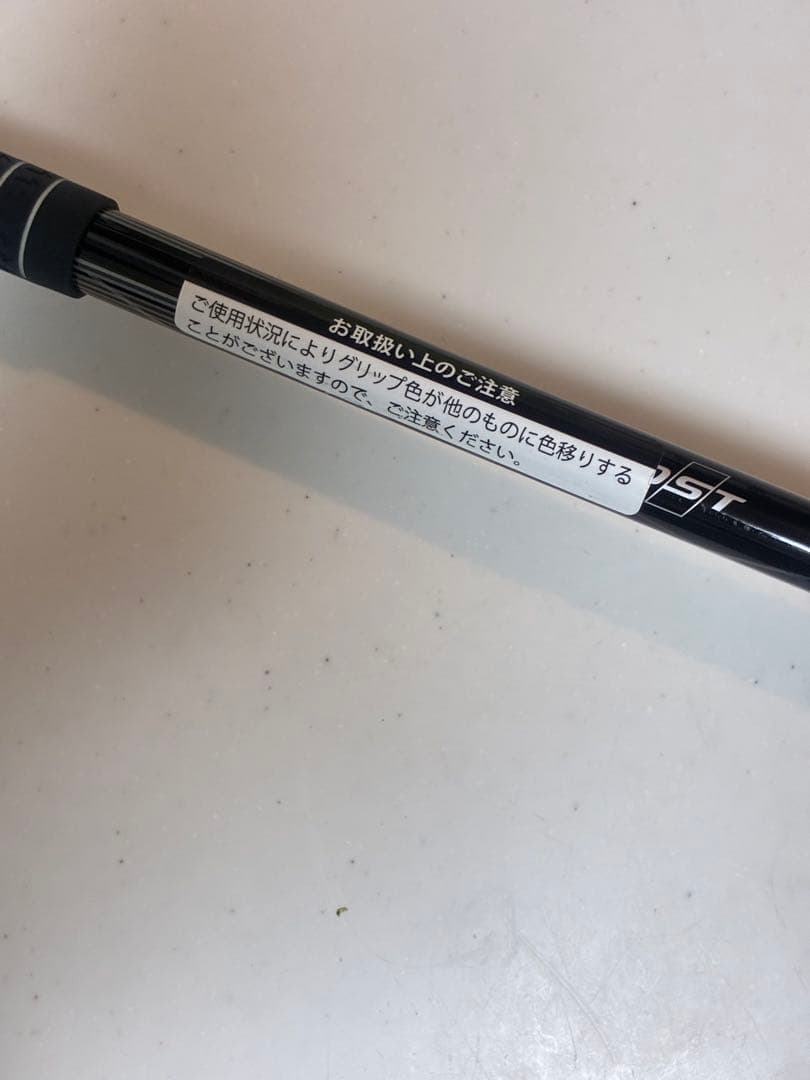 お取扱い上のご注意
ご使用状況によりグリップ色が他のものに色移りする
ことがございますので、ご注意ください。
ST